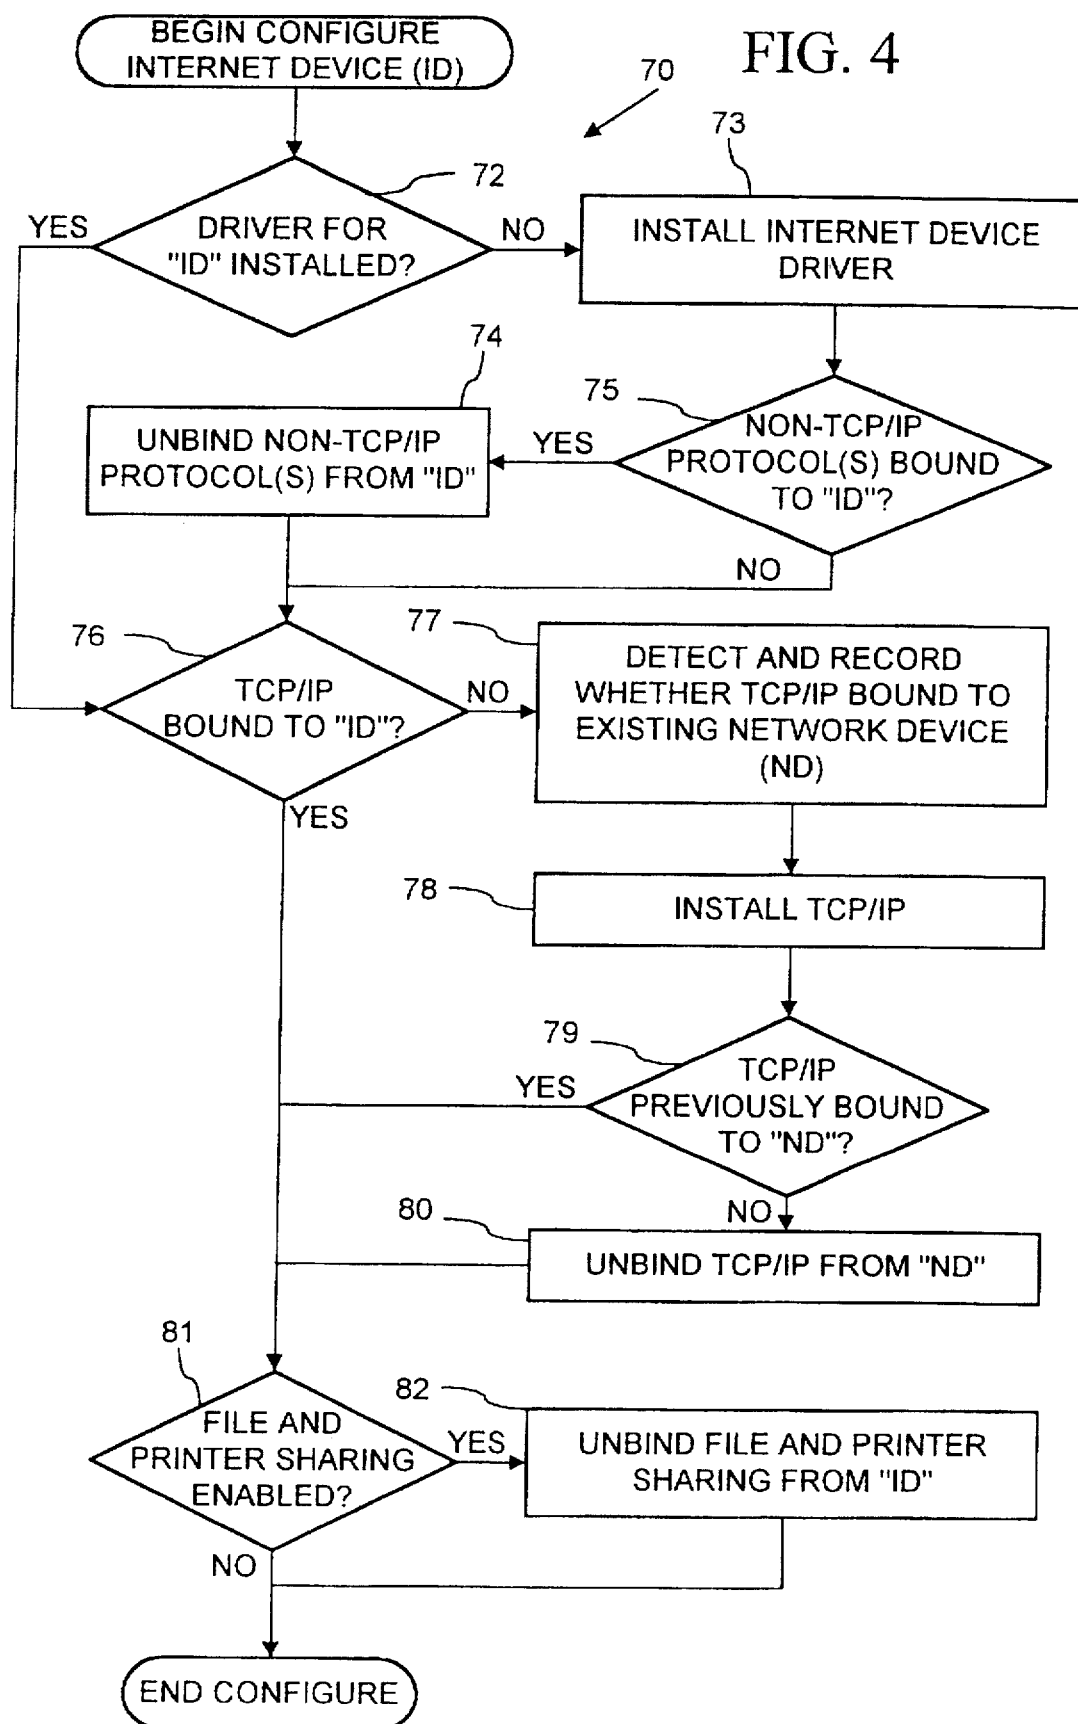 BEGIN CONFIGURE
INTERNET DEVICE (ID)
FIG. 4
70
72
73
YES
DRIVER FOR
"ID" INSTALLED?
NO
INSTALL INTERNET DEVICE
DRIVER
74
75
UNBIND NON-TCP/IP
PROTOCOL(S) FROM "ID"
YES
NON-TCP/IP
PROTOCOL(S) BOUND
TO "ID"?
NO
76
77
TCP/IP
BOUND TO "ID"?
NO
DETECT AND RECORD
WHETHER TCP/IP BOUND TO
EXISTING NETWORK DEVICE
(ND)
YES
78
INSTALL TCP/IP
79
YES
TCP/IP
PREVIOUSLY BOUND
TO "ND"?
NO
80
UNBIND TCP/IP FROM "ND"
81
82
FILE AND
PRINTER SHARING
ENABLED?
YES
UNBIND FILE AND PRINTER
SHARING FROM "ID"
NO
END CONFIGURE